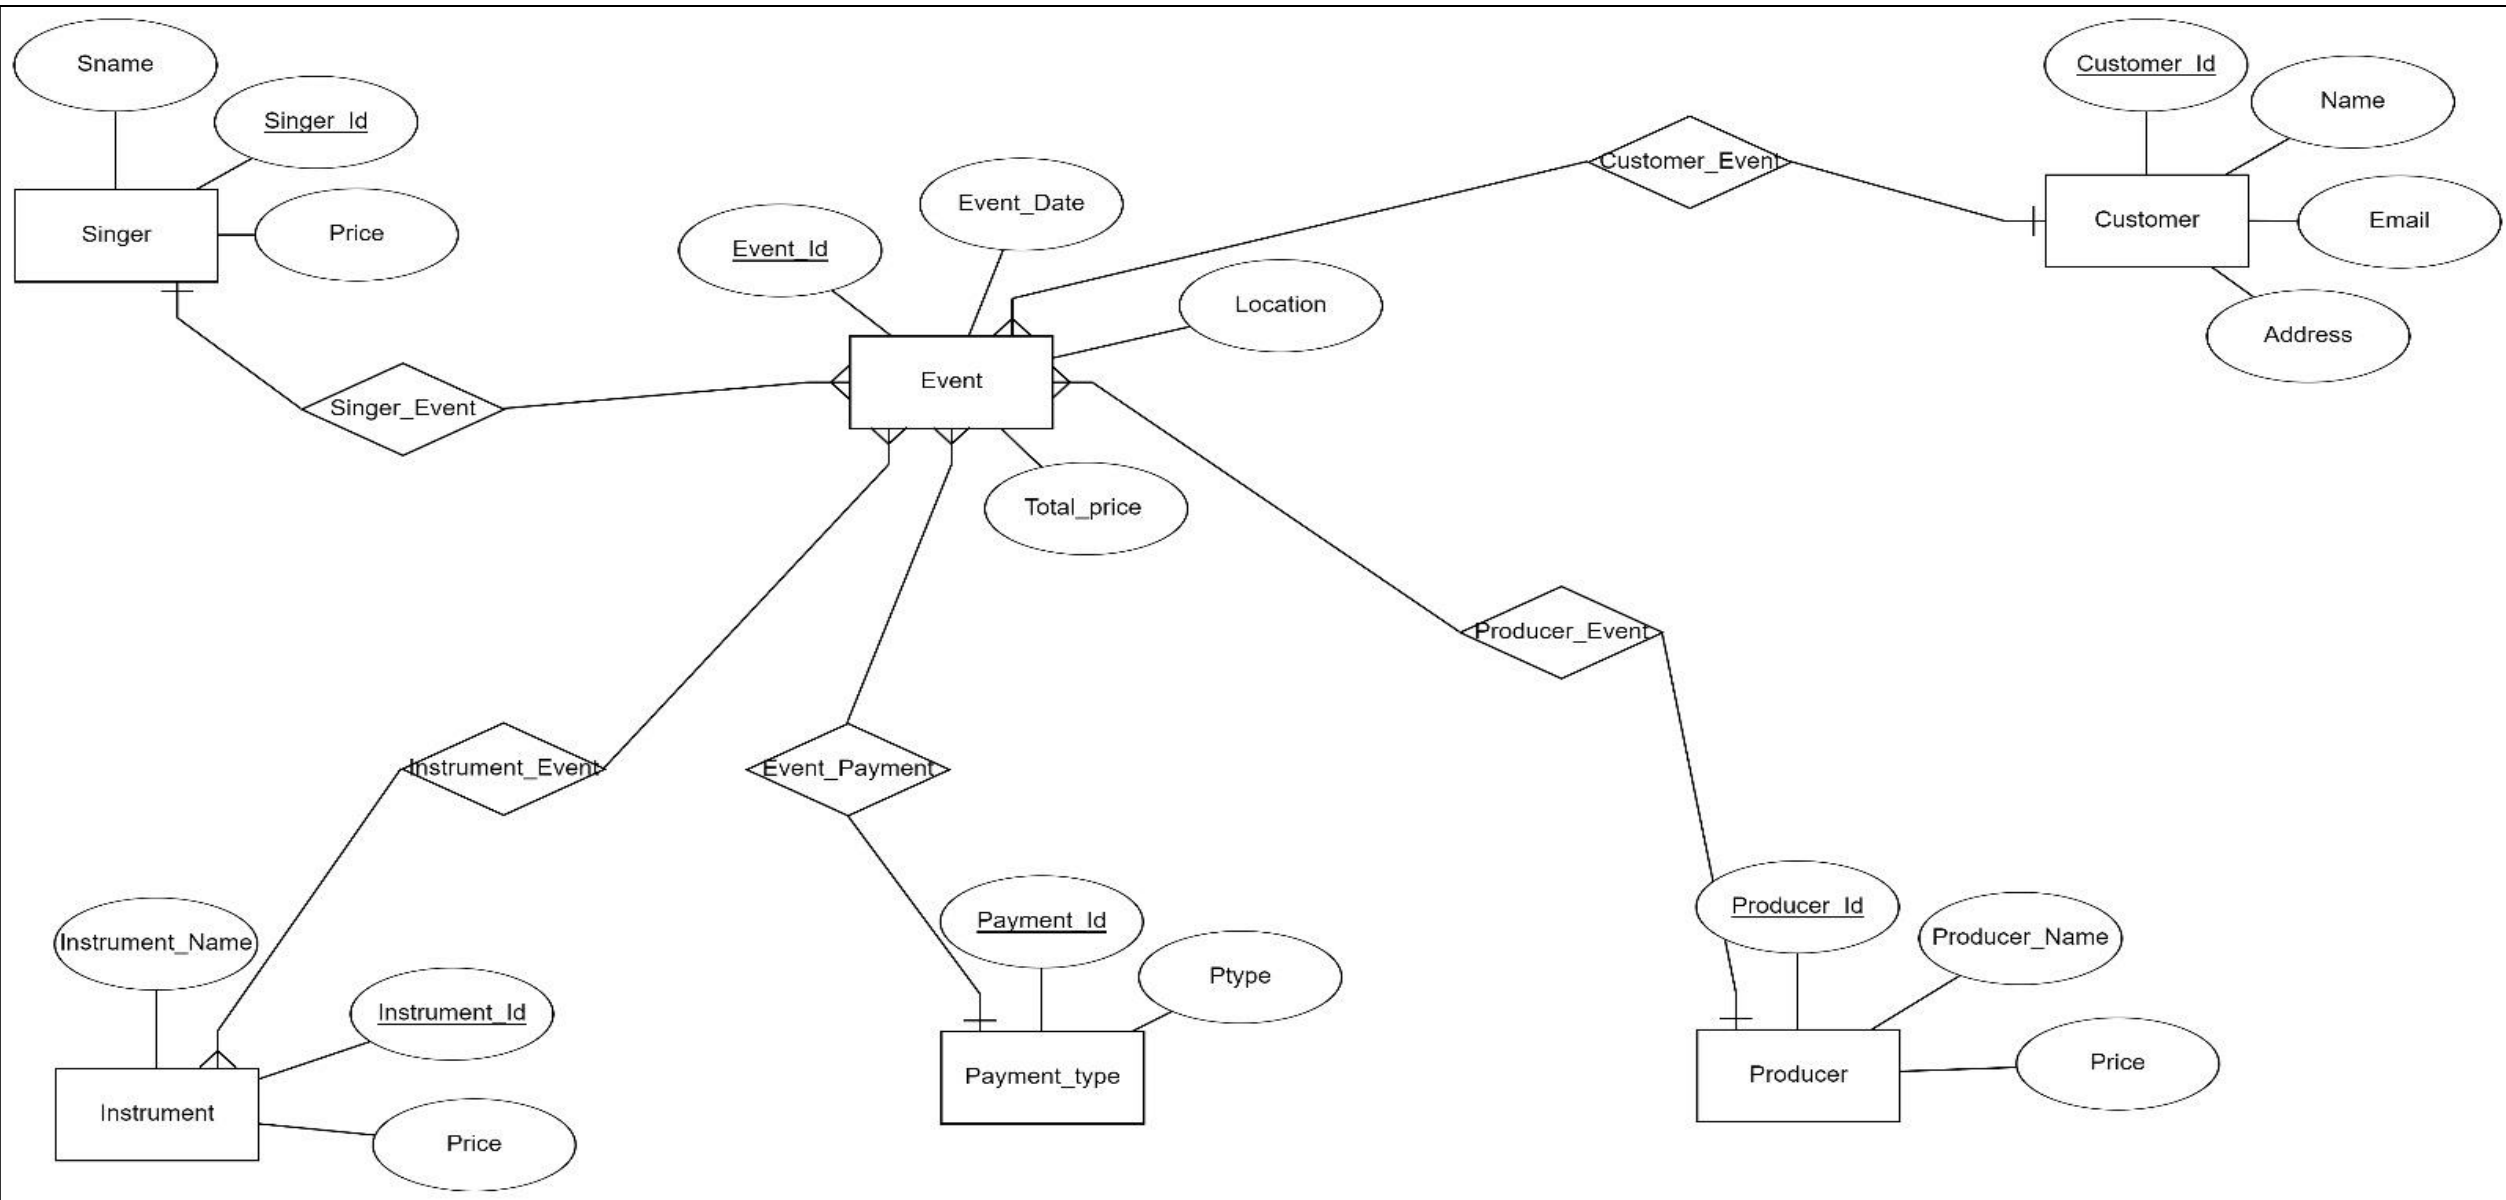 Sname
Customer_Id
Name
Singer_Id
Customer_Event
Event_Date
Customer
Email
Singer
Price
Event_Id
Location
Address
Event
Singer_Event
Total_price
Producer_Event
Instrument_Event
Event_Payment
Payment_Id
Producer_Id
Producer_Name
Instrument_Name
Ptype
Instrument_Id
Payment_type
Producer
Price
Instrument
Price